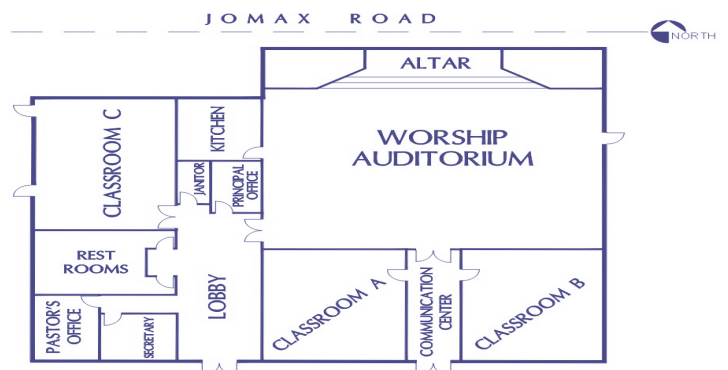 JOMAX ROAD
NORTH
ALTAR
WORSHIP
AUDITORIUM
CLASSROOM C
KITCHEN
JANITOR
PRINCIPAL
OFFICE
REST
ROOMS
LOBBY
PASTOR'S
OFFICE
SECRETARY
CLASSROOM A
COMMUNICATION
CENTER
CLASSROOM B